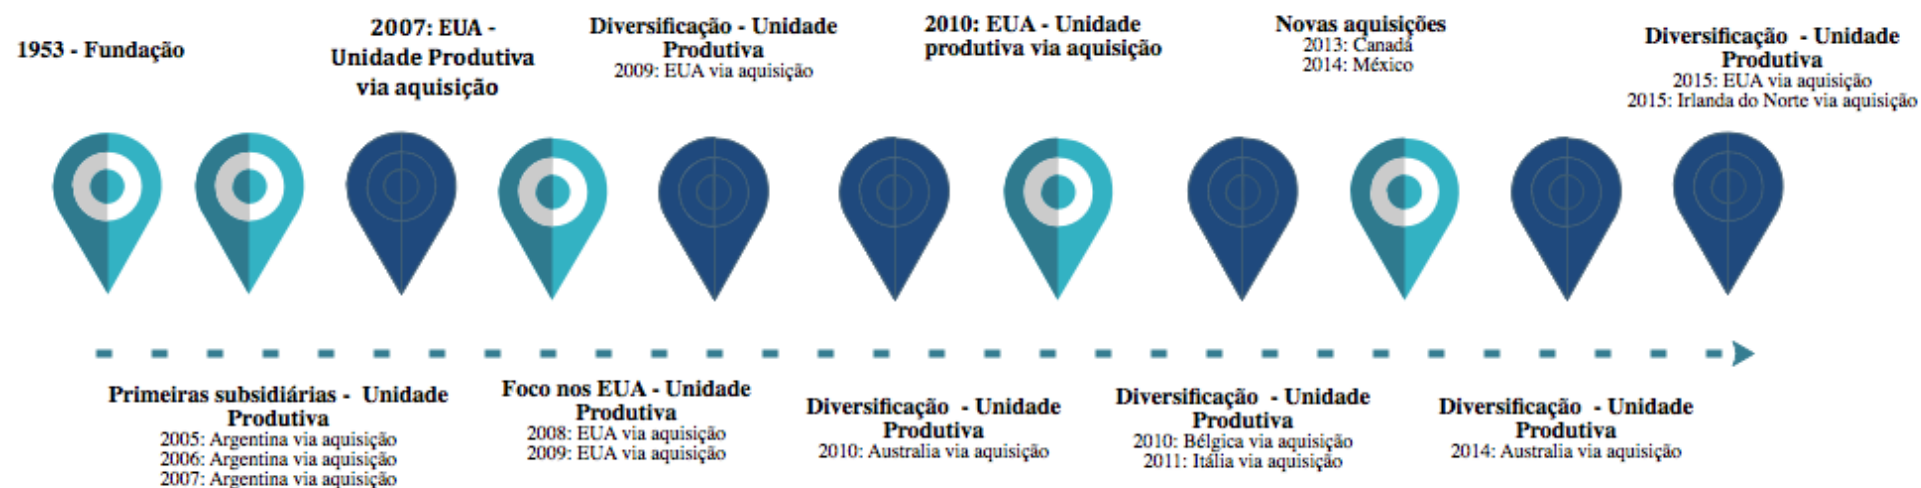 1953 - Fundação
2007: EUA -
Unidade Produtiva
via aquisição
Diversificação - Unidade
Produtiva
2009: EUA via aquisição
2010: EUA - Unidade
produtiva via aquisição
Novas aquisições
2013: Canadá
2014: México
Diversificação - Unidade
Produtiva
2015: EUA via aquisição
2015: Irlanda do Norte via aquisição
Primeiras subsidiárias - Unidade
Produtiva
2005: Argentina via aquisição
2006: Argentina via aquisição
2007: Argentina via aquisição
Foco nos EUA - Unidade
Produtiva
2008: EUA via aquisição
2009: EUA via aquisição
Diversificação - Unidade
Produtiva
2010: Australia via aquisição
Diversificação - Unidade
Produtiva
2010: Bélgica via aquisição
2011: Itália via aquisição
Diversificação - Unidade
Produtiva
2014: Australia via aquisição